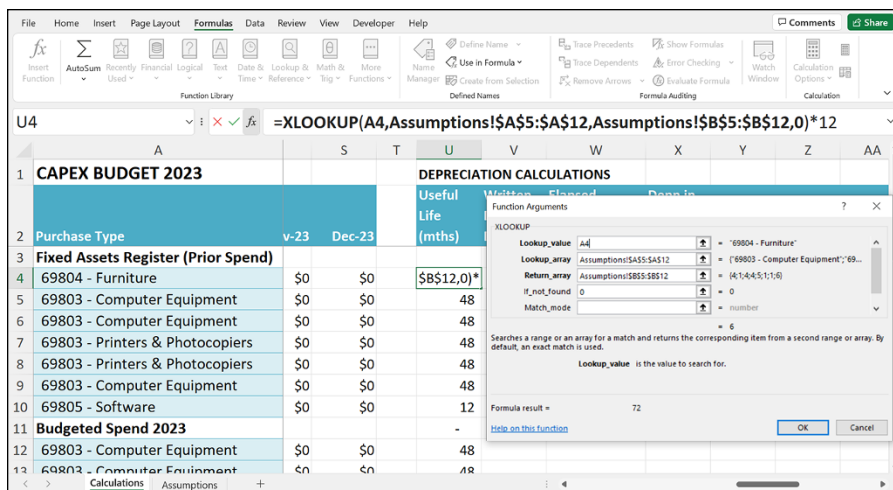 File Home Insert Page Layout Formulas Data Review View Developer Help Comments Share
Insert Function
AutoSum
Recently Used
Financial
Logical
Text
Date & Time
Lookup & Reference
Math & Trig
More Functions
Function Library
Name Manager
Define Name
Use in Formula
Create from Selection
Defined Names
Trace Precedents
Trace Dependents
Remove Arrows
Show Formulas
Error Checking
Evaluate Formula
Formula Auditing
Watch Window
Calculation Options
Calculation
U4 fx =XLOOKUP(A4,Assumptions!$A$5:$A$12,Assumptions!$B$5:$B$12,0)*12
A S T U V W X Y Z AA
1 CAPEX BUDGET 2023 DEPRECIATION CALCULATIONS
Useful
Life
2 Purchase Type v-23 Dec-23 (mths)
3 Fixed Assets Register (Prior Spend)
4 69804 - Furniture $0 $0 $B$12,0)*
5 69803 - Computer Equipment $0 $0 48
6 69803 - Computer Equipment $0 $0 48
7 69803 - Printers & Photocopiers $0 $0 48
8 69803 - Printers & Photocopiers $0 $0 48
9 69803 - Computer Equipment $0 $0 48
10 69805 - Software $0 $0 12
11 Budgeted Spend 2023 -
12 69803 - Computer Equipment $0 $0 48
13 69803 - Computer Equipment $0 $0 48
Function Arguments ? ×
XLOOKUP
Lookup_value A4 = "69804 - Furniture"
Lookup_array Assumptions!$A$5:$A$12 = {"69803 - Computer Equipment";"69...
Return_array Assumptions!$B$5:$B$12 = {4;1;4;4;5;1;1;6}
If_not_found 0 = 0
Match_mode = number
= 6
Searches a range or an array for a match and returns the corresponding item from a second range or array. By
default, an exact match is used.
Lookup_value is the value to search for.
Formula result = 72
Help on this function OK Cancel
Calculations Assumptions +